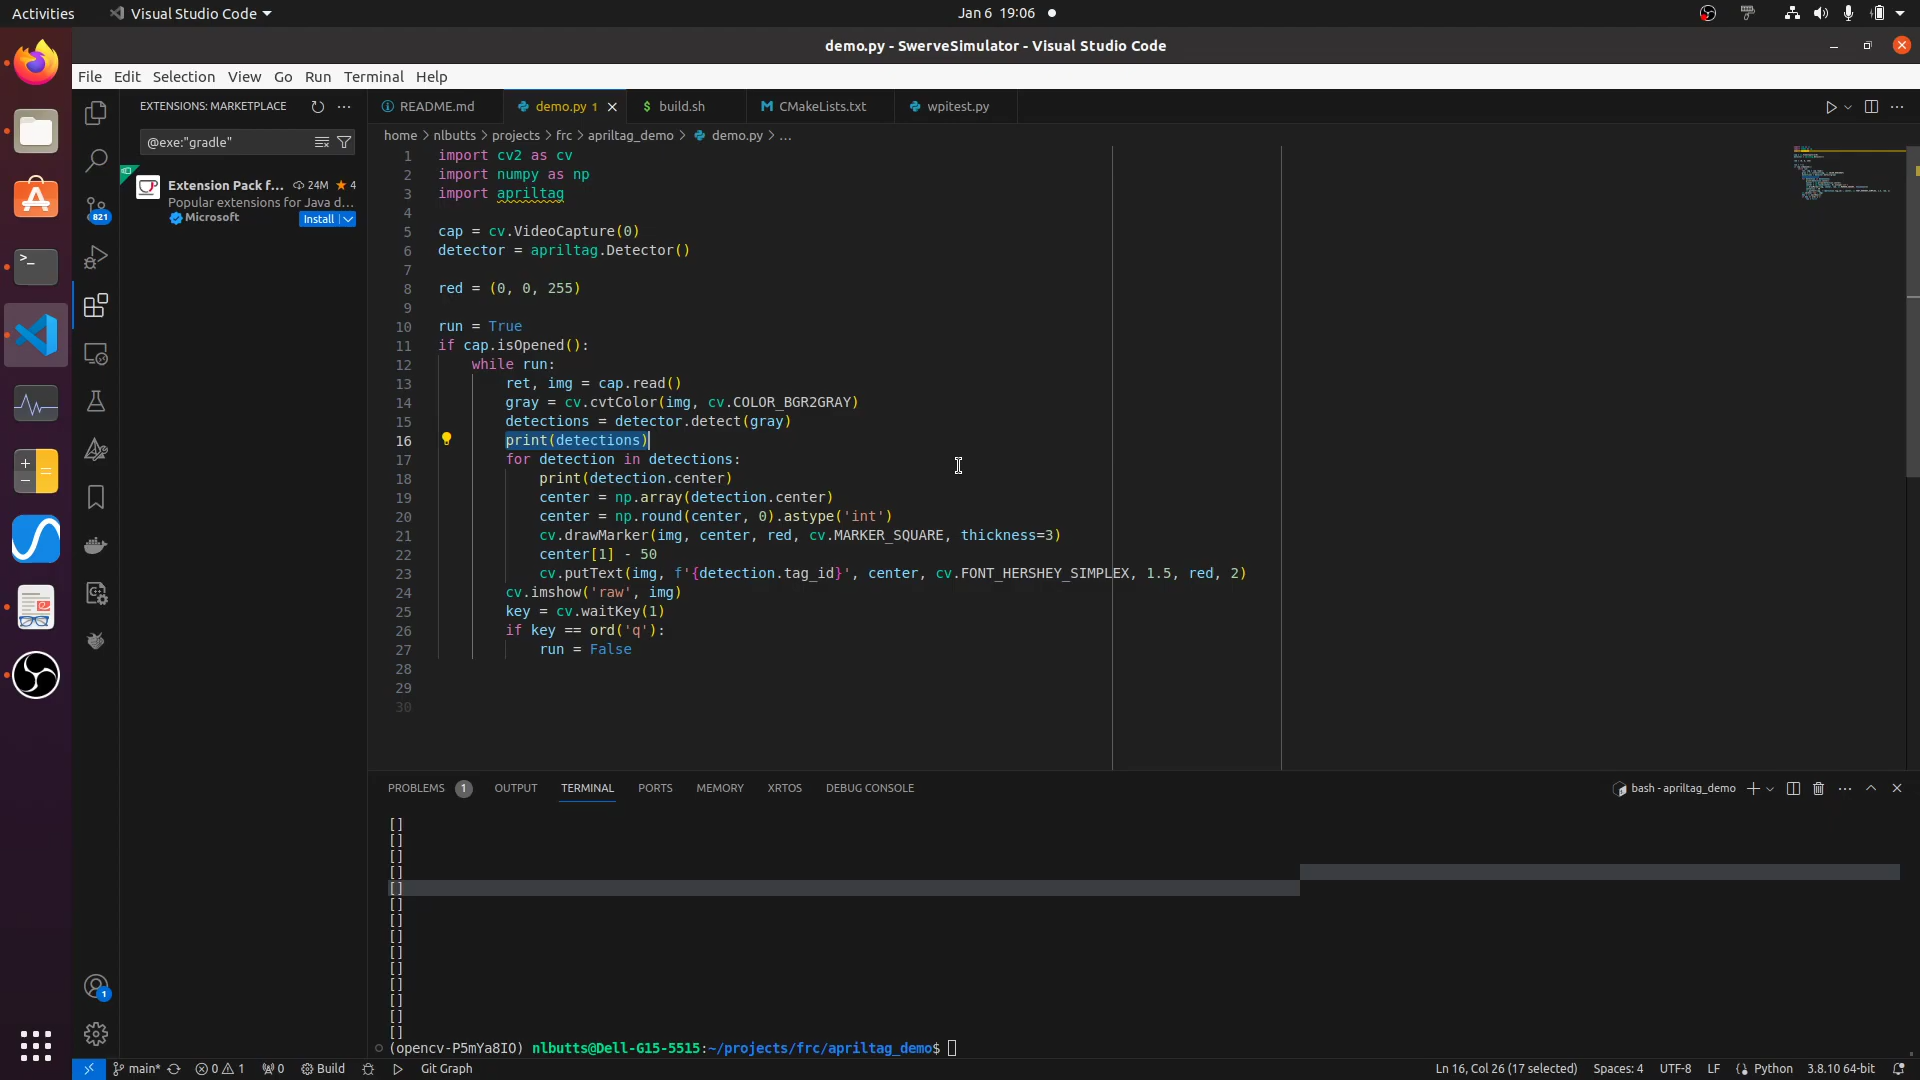 Activities
Visual Studio Code
Jan 6 19:06
demo.py - SwerveSimulator - Visual Studio Code
File Edit Selection View Go Run Terminal Help
EXTENSIONS: MARKETPLACE
@exe:"gradle"
Extension Pack f... 24M 4
Popular extensions for Java d...
Microsoft
Install
821
1
README.md
demo.py 1
$ build.sh
M CMakeLists.txt
wpitest.py
home > nlbutts > projects > frc > apriltag_demo > demo.py > ...
1 import cv2 as cv
2 import numpy as np
3 import apriltag
4
5 cap = cv.VideoCapture(0)
6 detector = apriltag.Detector()
7
8 red = (0, 0, 255)
9
10 run = True
11 if cap.isOpened():
12 while run:
13 ret, img = cap.read()
14 gray = cv.cvtColor(img, cv.COLOR_BGR2GRAY)
15 detections = detector.detect(gray)
16 print(detections)
17 for detection in detections:
18 print(detection.center)
19 center = np.array(detection.center)
20 center = np.round(center, 0).astype('int')
21 cv.drawMarker(img, center, red, cv.MARKER_SQUARE, thickness=3)
22 center[1] - 50
23 cv.putText(img, f'{detection.tag_id}', center, cv.FONT_HERSHEY_SIMPLEX, 1.5, red, 2)
24 cv.imshow('raw', img)
25 key = cv.waitKey(1)
26 if key == ord('q'):
27 run = False
28
29
30
PROBLEMS 1 OUTPUT TERMINAL PORTS MEMORY XRTOS DEBUG CONSOLE
bash - apriltag_demo
[]
[]
[]
[]
[]
[]
[]
[]
[]
[]
[]
[]
[]
[]
(opencv-P5mYa8IO) nlbutts@Dell-G15-5515:~/projects/frc/apriltag_demo$
main* 0 1 0 Build Git Graph
Ln 16, Col 26 (17 selected) Spaces: 4 UTF-8 LF Python 3.8.10 64-bit